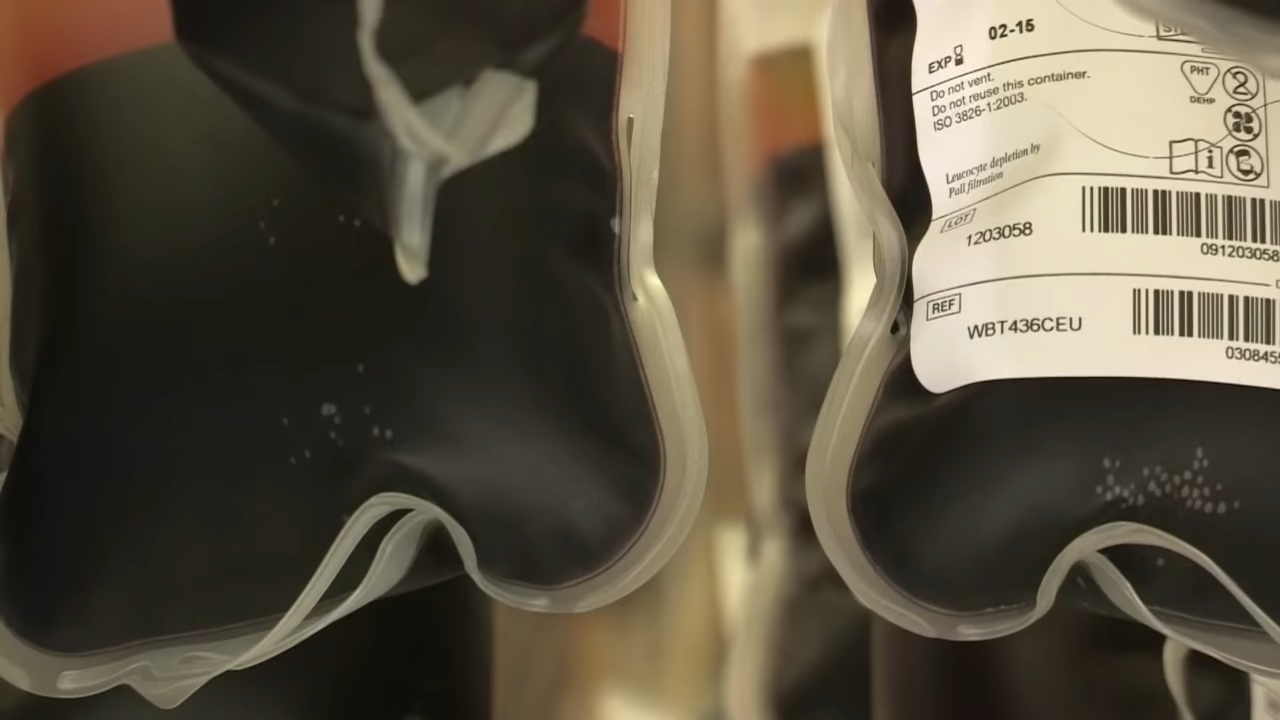 02-15
EXP
Do not vent.
Do not reuse this container.
ISO 3826-1:2003.
PHT
DEHP
2
i
Leucocyte depletion by
Pall filtration
LOT
1203058
091203058
REF
WBT436CEU
030845